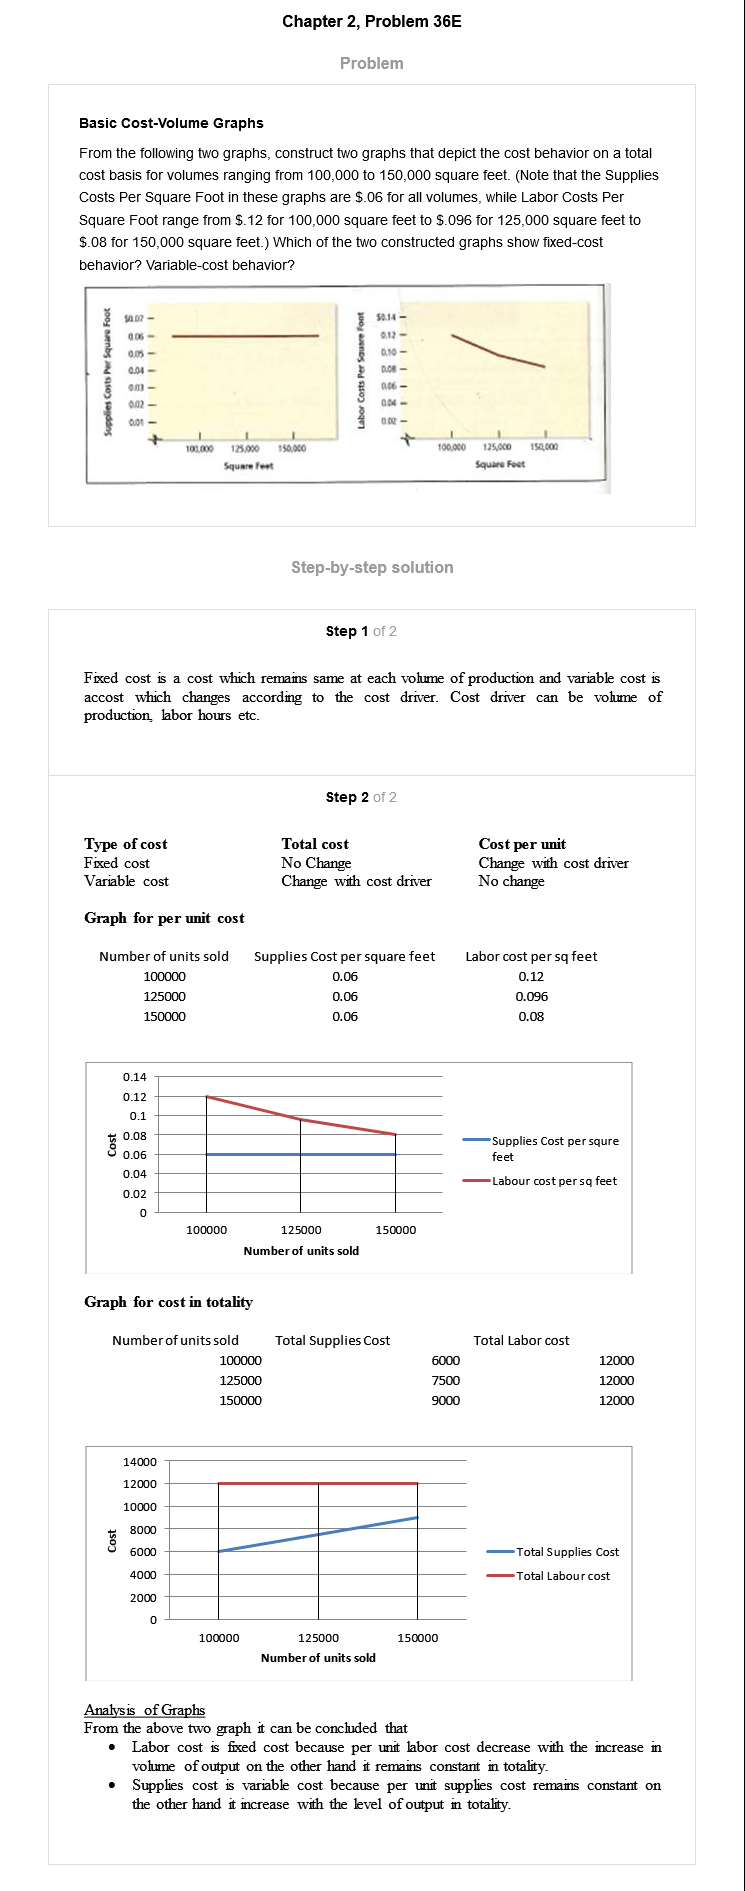 Chapter 2, Problem 36E
Problem
Basic Cost-Volume Graphs
From the following two graphs, construct two graphs that depict the cost behavior on a total
cost basis for volumes ranging from 100,000 to 150,000 square feet. (Note that the Supplies
Costs Per Square Foot in these graphs are $.06 for all volumes, while Labor Costs Per
Square Foot range from $.12 for 100,000 square feet to $.096 for 125,000 square feet to
$.08 for 150,000 square feet.) Which of the two constructed graphs show fixed-cost
behavior? Variable-cost behavior?
Supplies Costs Per Square Foot
$0.07
0.06
0.05
0.04
0.03
0.02
0.01
100,000 125,000 150,000
Square Feet
Labor Costs Per Square Foot
$0.14
0.12
0.10
0.08
0.06
0.04
0.02
100,000 125,000 150,000
Square Feet
Step-by-step solution
Step 1 of 2
Fixed cost is a cost which remains same at each volume of production and variable cost is
accost which changes according to the cost driver. Cost driver can be volume of
production, labor hours etc.
Step 2 of 2
Type of cost Total cost Cost per unit
Fixed cost No Change Change with cost driver
Variable cost Change with cost driver No change
Graph for per unit cost
Number of units sold Supplies Cost per square feet Labor cost per sq feet
100000 0.06 0.12
125000 0.06 0.096
150000 0.06 0.08
0.14
0.12
0.1
0.08
0.06
0.04
0.02
0
Cost
100000 125000 150000
Number of units sold
Supplies Cost per squre
feet
Labour cost per sq feet
Graph for cost in totality
Number of units sold Total Supplies Cost Total Labor cost
100000 6000 12000
125000 7500 12000
150000 9000 12000
14000
12000
10000
8000
6000
4000
2000
0
Cost
100000 125000 150000
Number of units sold
Total Supplies Cost
Total Labour cost
Analysis of Graphs
From the above two graph it can be concluded that
• Labor cost is fixed cost because per unit labor cost decrease with the increase in
volume of output on the other hand it remains constant in totality.
• Supplies cost is variable cost because per unit supplies cost remains constant on
the other hand it increase with the level of output in totality.